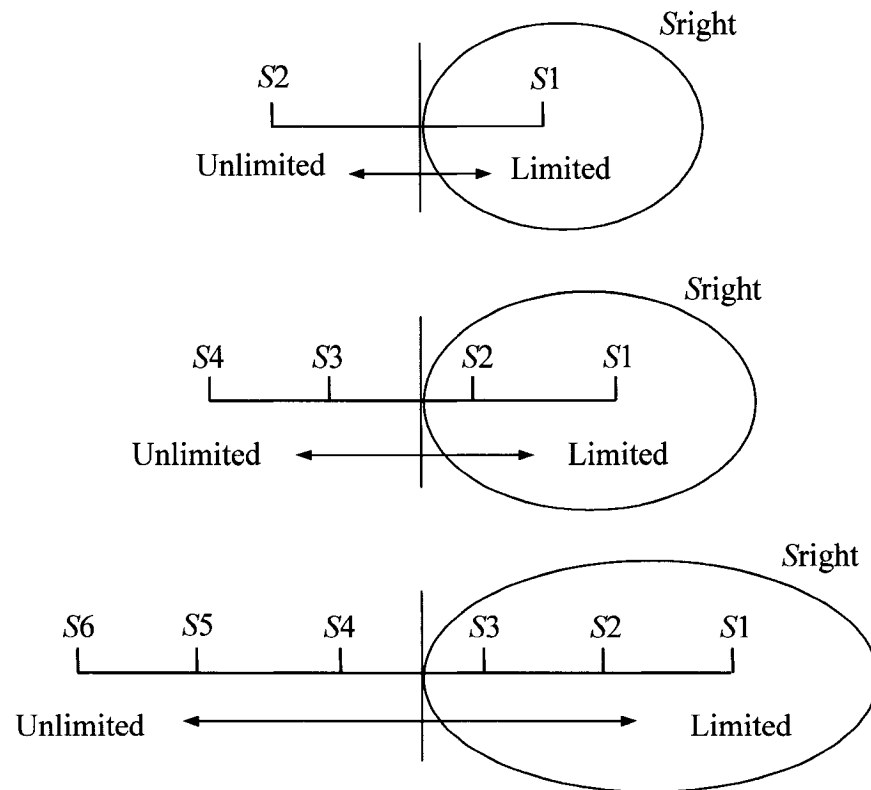 Sright
S2 S1
Unlimited Limited
Sright
S4 S3 S2 S1
Unlimited Limited
Sright
S6 S5 S4 S3 S2 S1
Unlimited Limited